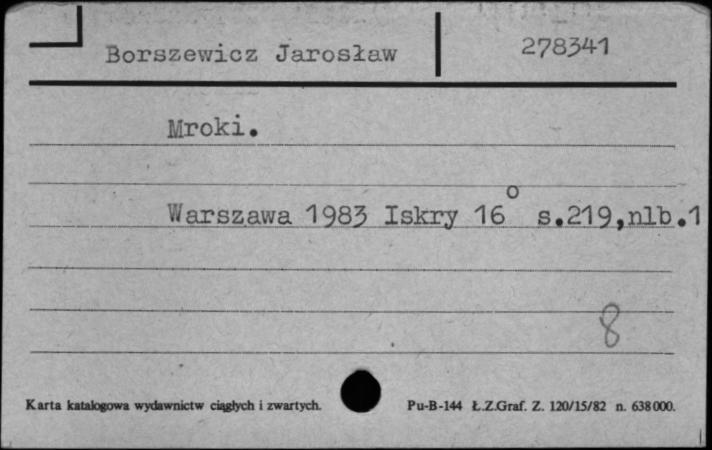 Borszewicz Jarosław 278341
Mroki.
Warszawa 1983 Iskry 16° s.219,nlb.1
8
Karta katalogowa wydawnictw ciągłych i zwartych. Pu-B-144 Ł.Z.Graf. Z. 120/15/82 n. 638000.